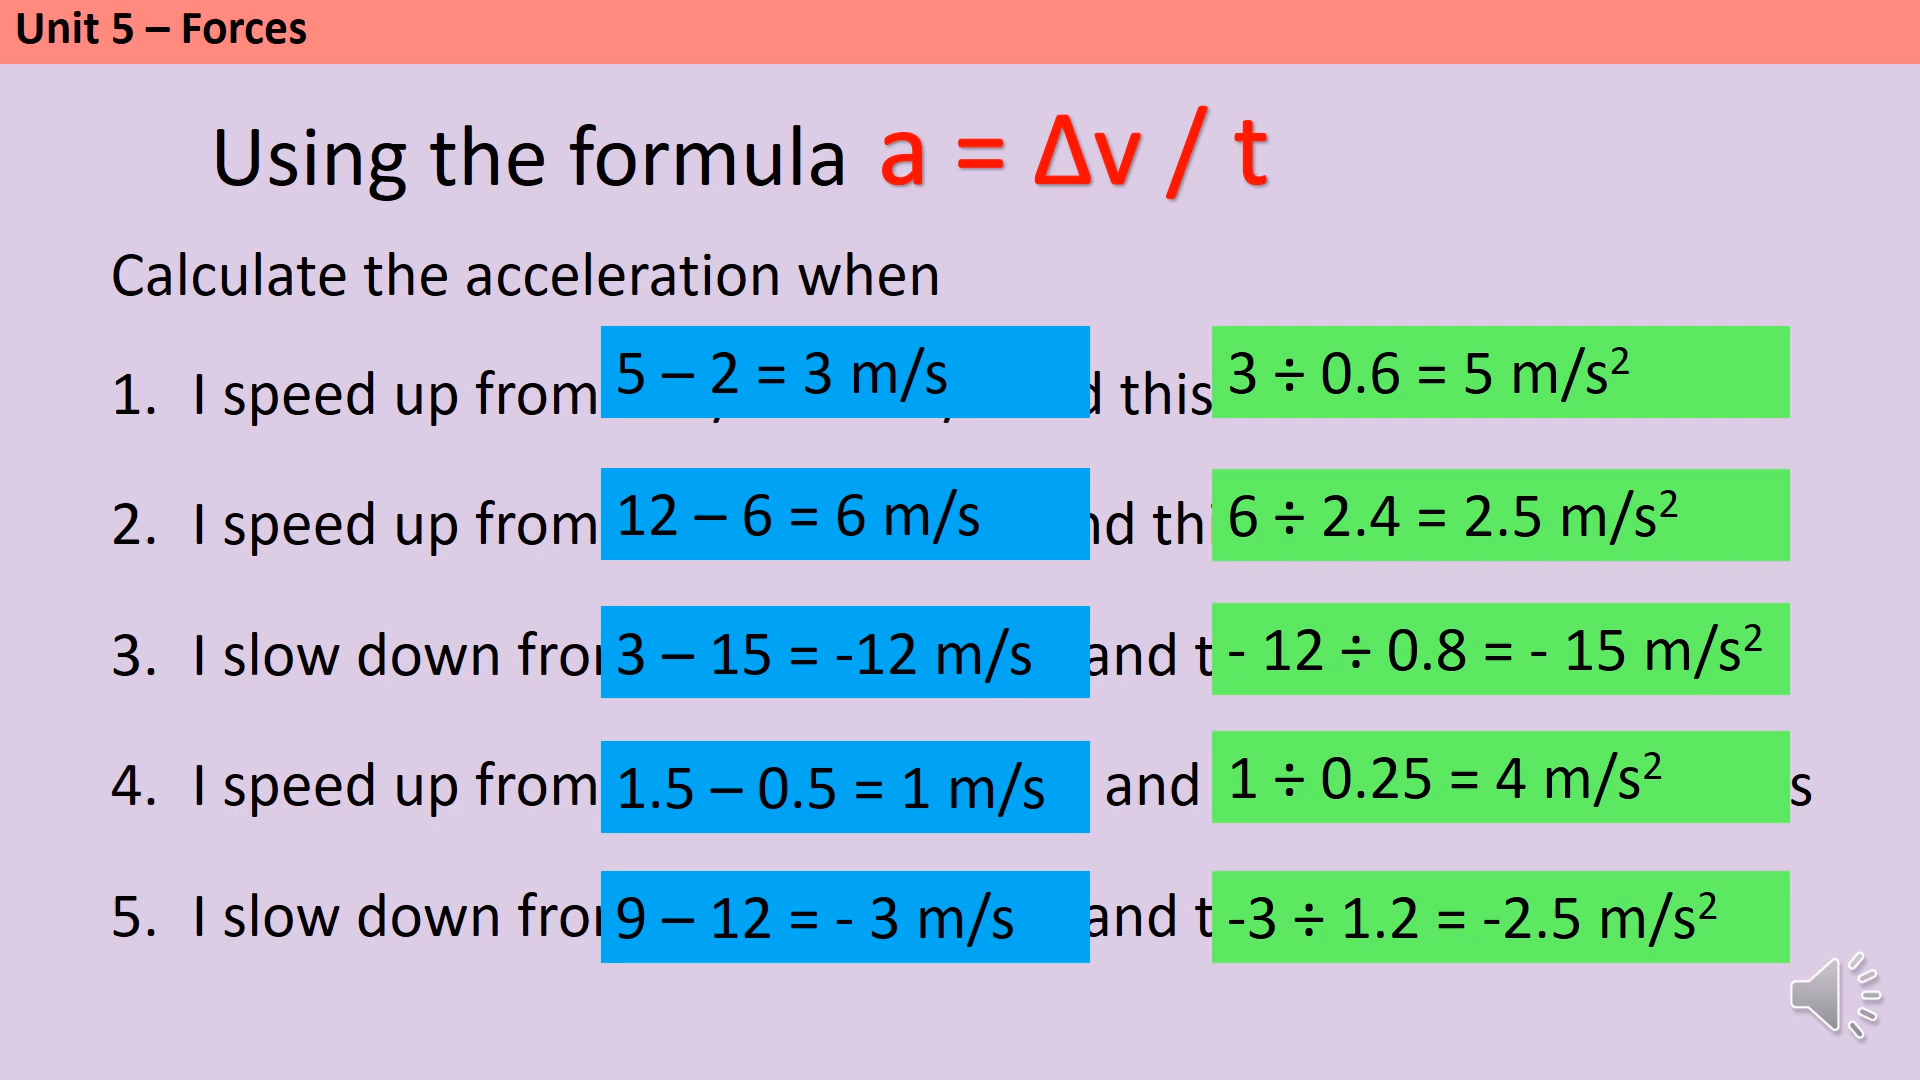 Unit 5 – Forces
Using the formula a = Δv / t
Calculate the acceleration when
1. I speed up from 5 – 2 = 3 m/s this 3 ÷ 0.6 = 5 m/s²
2. I speed up from 12 – 6 = 6 m/s 6 ÷ 2.4 = 2.5 m/s²
3. I slow down 3 – 15 = -12 m/s and - 12 ÷ 0.8 = - 15 m/s²
4. I speed up from 1.5 – 0.5 = 1 m/s and 1 ÷ 0.25 = 4 m/s² s
5. I slow down 9 – 12 = - 3 m/s and -3 ÷ 1.2 = -2.5 m/s²